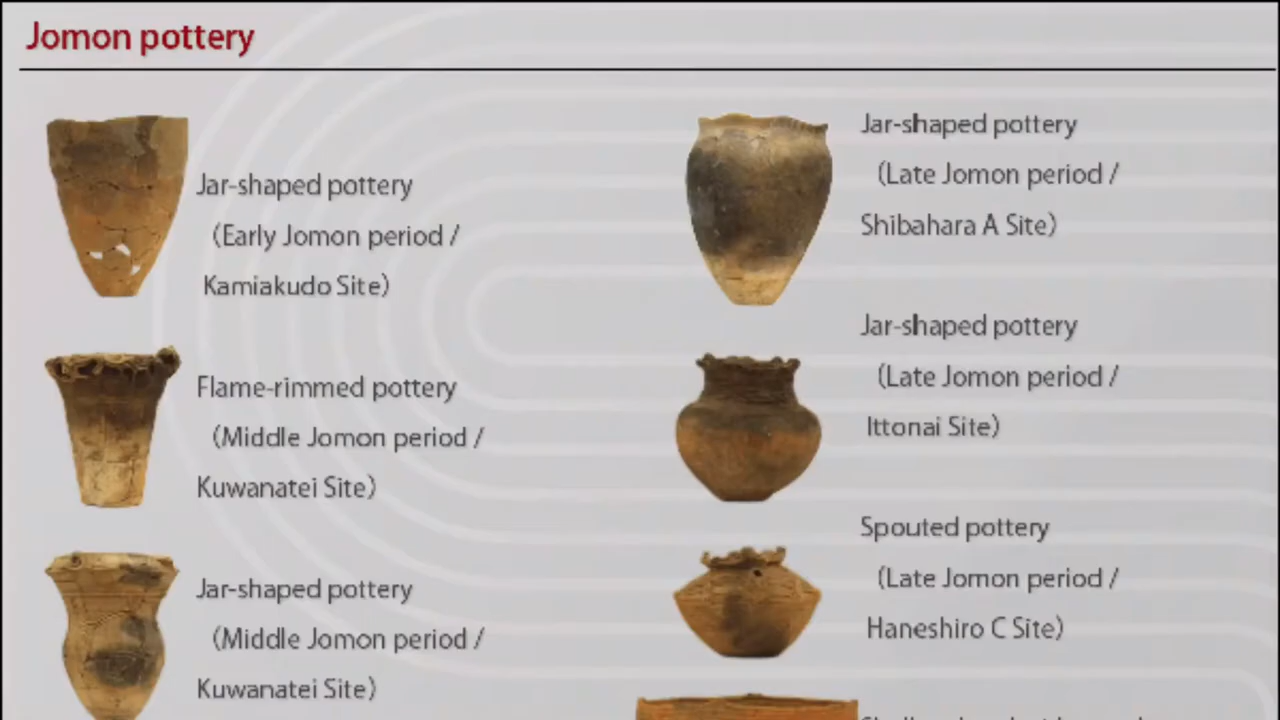 Jomon pottery
Jar-shaped pottery
(Early Jomon period /
Kamiakudo Site)
Flame-rimmed pottery
(Middle Jomon period /
Kuwanatei Site)
Jar-shaped pottery
(Middle Jomon period /
Kuwanatei Site)
Jar-shaped pottery
(Late Jomon period /
Shibahara A Site)
Jar-shaped pottery
(Late Jomon period /
Ittonai Site)
Spouted pottery
(Late Jomon period /
Haneshiro C Site)